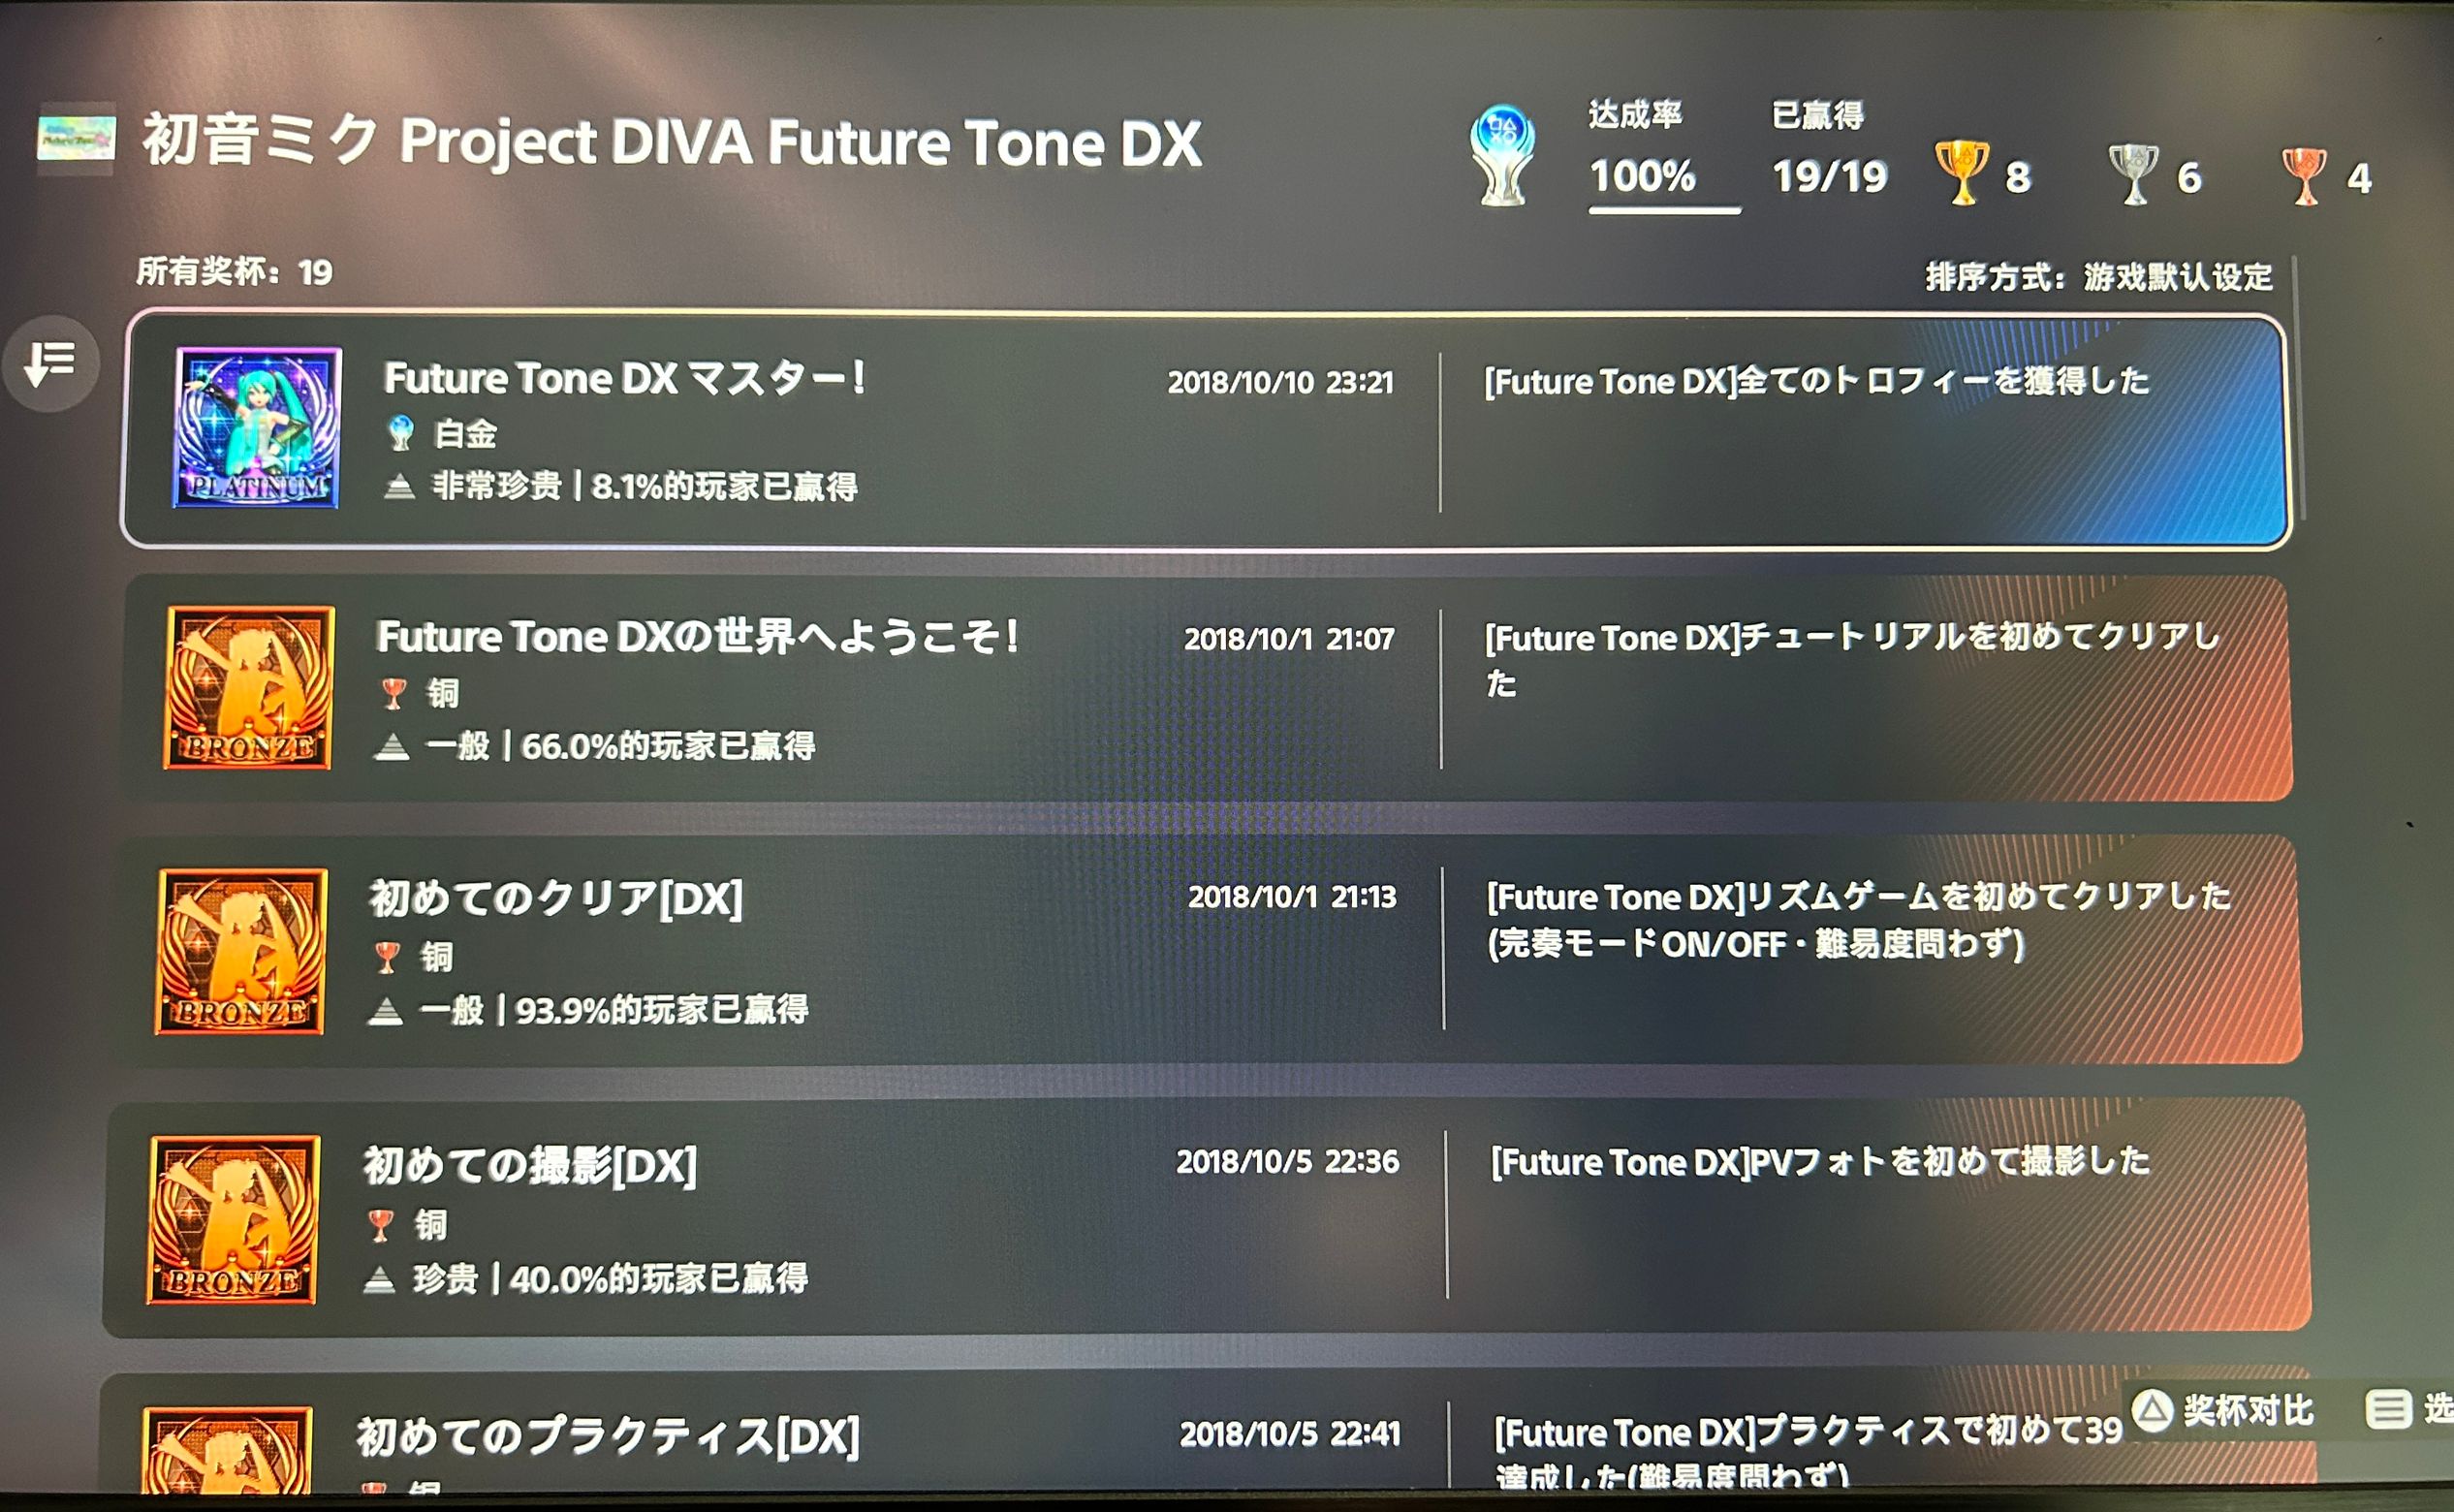 初音ミク Project DIVA Future Tone DX
达成率
100%
已赢得
19/19
8
6
4
所有奖杯：19
排序方式：游戏默认设定
Future Tone DX マスター！
白金
非常珍贵 | 8.1%的玩家已赢得
2018/10/10 23:21
[Future Tone DX]全てのトロフィーを獲得した
PLATINUM
Future Tone DXの世界へようこそ！
铜
一般 | 66.0%的玩家已赢得
2018/10/1 21:07
[Future Tone DX]チュートリアルを初めてクリアし
た
BRONZE
初めてのクリア[DX]
铜
一般 | 93.9%的玩家已赢得
2018/10/1 21:13
[Future Tone DX]リズムゲームを初めてクリアした
(完奏モードON/OFF・難易度問わず)
BRONZE
初めての撮影[DX]
铜
珍贵 | 40.0%的玩家已赢得
2018/10/5 22:36
[Future Tone DX]PVフォトを初めて撮影した
BRONZE
初めてのプラクティス[DX]
铜
2018/10/5 22:41
[Future Tone DX]プラクティスで初めて39
達成した(難易度問わず)
奖杯对比
选